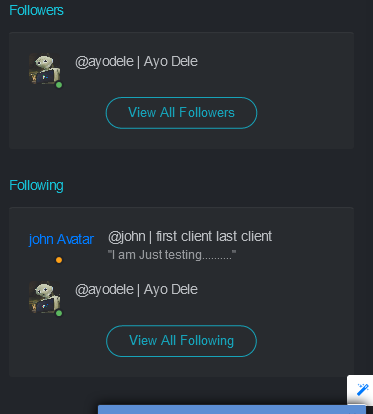 Followers
@ayodele | Ayo Dele
View All Followers
Following
john Avatar
@john | first client last client
"I am Just testing.........."
@ayodele | Ayo Dele
View All Following